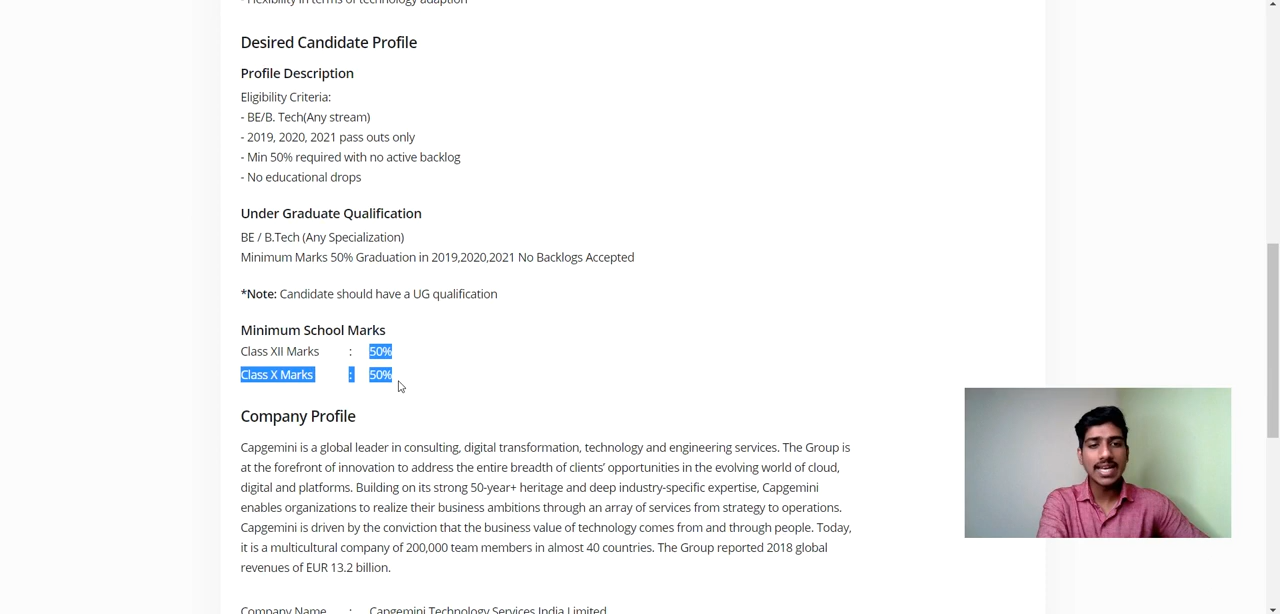 - Flexibility in terms of technology adaption
Desired Candidate Profile
Profile Description
Eligibility Criteria:
- BE/B. Tech(Any stream)
- 2019, 2020, 2021 pass outs only
- Min 50% required with no active backlog
- No educational drops
Under Graduate Qualification
BE / B.Tech (Any Specialization)
Minimum Marks 50% Graduation in 2019,2020,2021 No Backlogs Accepted
*Note: Candidate should have a UG qualification
Minimum School Marks
Class XII Marks : 50%
Class X Marks : 50%
Company Profile
Capgemini is a global leader in consulting, digital transformation, technology and engineering services. The Group is
at the forefront of innovation to address the entire breadth of clients’ opportunities in the evolving world of cloud,
digital and platforms. Building on its strong 50-year+ heritage and deep industry-specific expertise, Capgemini
enables organizations to realize their business ambitions through an array of services from strategy to operations.
Capgemini is driven by the conviction that the business value of technology comes from and through people. Today,
it is a multicultural company of 200,000 team members in almost 40 countries. The Group reported 2018 global
revenues of EUR 13.2 billion.
Company Name : Capgemini Technology Services India Limited